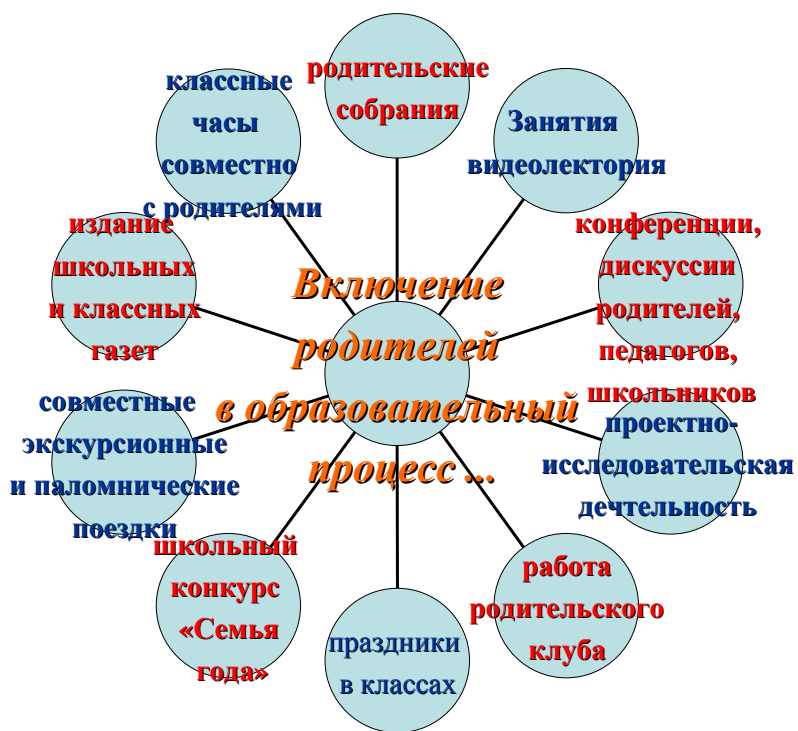 родительские
собрания
Занятия
видеолектория
конференции,
дискуссии
родителей,
педагогов,
школьников
проектно-
исследовательская
дечтельность
работа
родительского
клуба
праздники
в классах
школьный
конкурс
«Семья
года»
совместные
экскурсионные
и паломнические
поездки
издание
школьных
и классных
газет
классные
часы
совместно
с родителями
Включение
родителей
в образовательный
процесс ...